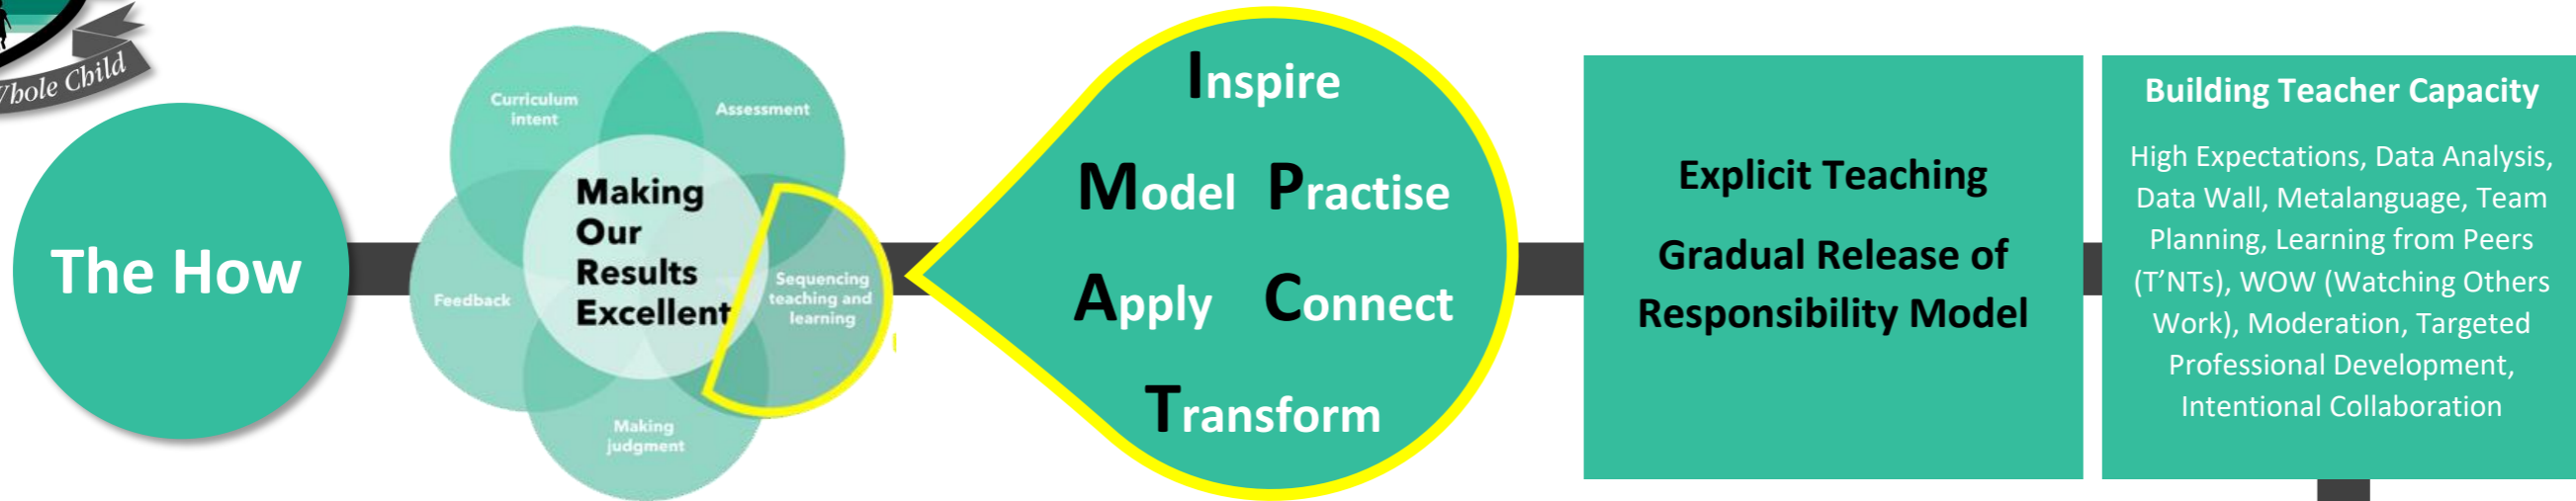 Whole Child
The How
Curriculum
intent
Assessment
Making
Our
Results
Excellent
Sequencing
teaching and
learning
Feedback
Making
judgment
Inspire
Model Practise
Apply Connect
Transform
Explicit Teaching
Gradual Release of
Responsibility Model
Building Teacher Capacity
High Expectations, Data Analysis,
Data Wall, Metalanguage, Team
Planning, Learning from Peers
(T’NTs), WOW (Watching Others
Work), Moderation, Targeted
Professional Development,
Intentional Collaboration